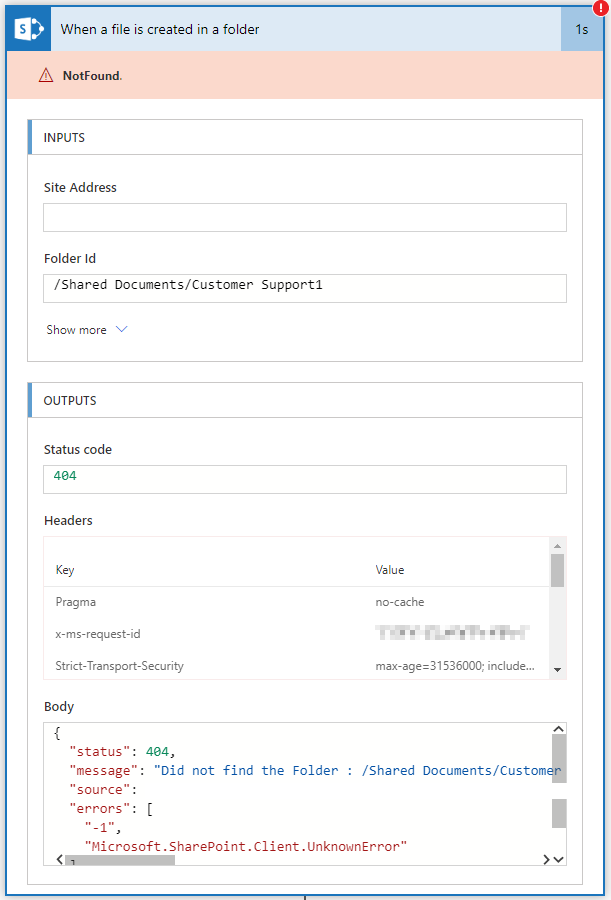 When a file is created in a folder
1s
NotFound.
INPUTS
Site Address
Folder Id
/Shared Documents/Customer Support1
Show more
OUTPUTS
Status code
404
Headers
Key Value
Pragma no-cache
x-ms-request-id
Strict-Transport-Security max-age=31536000; include...
Body
{
"status": 404,
"message": "Did not find the Folder : /Shared Documents/Customer
"source":
"errors": [
"-1",
"Microsoft.SharePoint.Client.UnknownError"